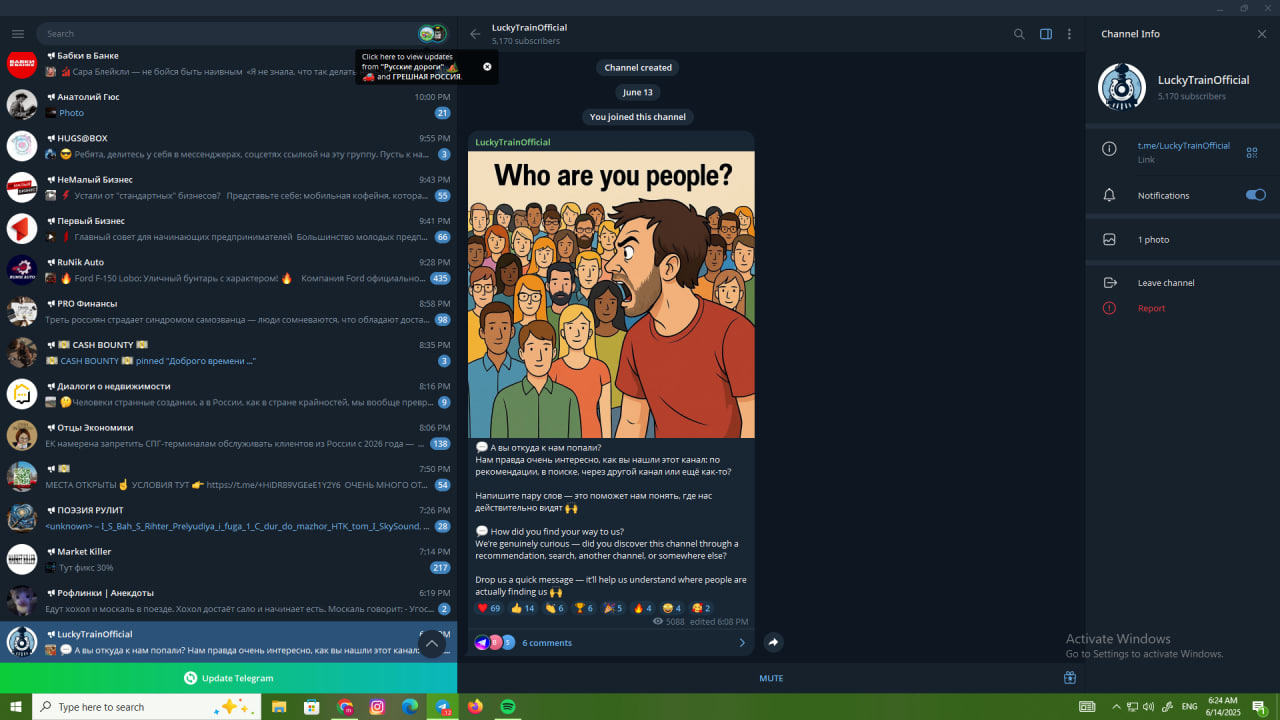 Search
Click here to view updates
from "Русские дороги"
and ГРЕШНАЯ РОССИЯ.
Бабки в Банке
Сара Блейкли — не бойся быть наивным «Я не знала, что так делать
Анатолий Гюс
10:00 PM
Photo
21
HUGS@BOX
9:55 PM
Ребята, делитесь у себя в мессенджерах, соцсетях ссылкой на эту группу. Пусть к на...
3
НеМалый Бизнес
9:43 PM
Устали от "стандартных" бизнесов? Представьте себе: мобильная кофейня, котора...
55
Первый Бизнес
9:41 PM
Главный совет для начинающих предпринимателей Большинство молодых предп...
66
RuNik Auto
9:28 PM
Ford F-150 Lobo: Уличный бунтарь с характером! Компания Ford официально...
435
PRO Финансы
8:58 PM
Треть россиян страдает синдромом самозванца — люди сомневаются, что обладают доста...
98
CASH BOUNTY
8:35 PM
CASH BOUNTY pinned "Доброго времени ..."
3
Диалоги о недвижимости
8:16 PM
Человеки странные создании, а в России, как в стране крайностей, мы вообще превр...
9
Отцы Экономики
8:06 PM
ЕК намерена запретить СПГ-терминалам обслуживать клиентов из России с 2026 года — ...
138
7:50 PM
МЕСТА ОТКРЫТЫ УСЛОВИЯ ТУТ https://t.me/+HiDR89VGEeE1Y2Y6 ОЧЕНЬ МНОГО ОТ...
54
ПОЭЗИЯ РУЛИТ
7:26 PM
<unknown> – I_S_Bah_S_Rihter_Prelyudiya_i_fuga_1_C_dur_do_mazhor_HTK_tom_I_SkySound, ...
28
Market Killer
7:14 PM
Тут фикс 30%
217
Рофлинки | Анекдоты
6:19 PM
Едут хохол и москаль в поезде. Хохол достаёт сало и начинает есть. Москаль говорит: - Угос...
2
LuckyTrainOfficial
А вы откуда к нам попали? Нам правда очень интересно, как вы нашли этот канал:
Update Telegram
LuckyTrainOfficial
5,170 subscribers
Channel created
June 13
You joined this channel
LuckyTrainOfficial
Who are you people?
А вы откуда к нам попали?
Нам правда очень интересно, как вы нашли этот канал: по
рекомендации, в поиске, через другой канал или ещё как-то?
Напишите пару слов — это поможет нам понять, где нас
действительно видят
How did you find your way to us?
We're genuinely curious — did you discover this channel through a
recommendation, search, another channel, or somewhere else?
Drop us a quick message — it'll help us understand where people are
actually finding us
69 14 6 6 5 4 4 2
5088 edited 6:08 PM
6 comments
MUTE
Channel Info
LuckyTrainOfficial
5,170 subscribers
t.me/LuckyTrainOfficial
Link
Notifications
1 photo
Leave channel
Report
Activate Windows
Go to Settings to activate Windows.
Type here to search
ENG
6:24 AM
6/14/2025